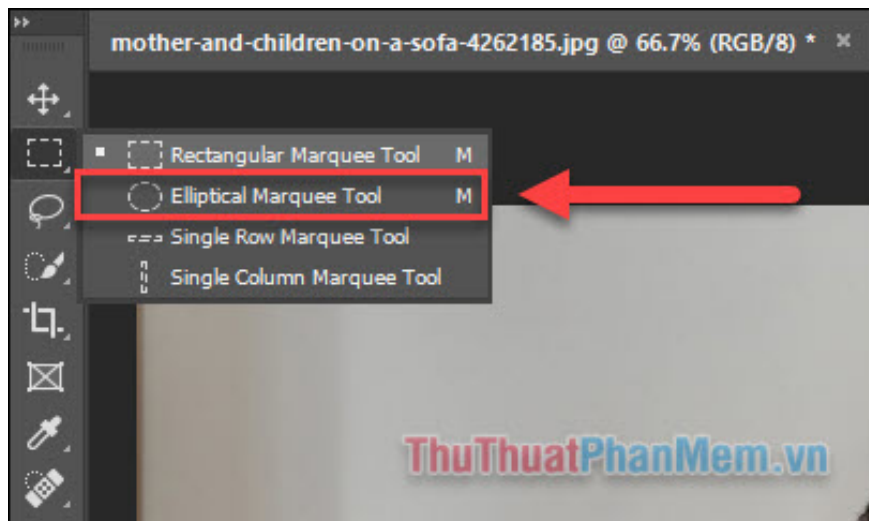 mother-and-children-on-a-sofa-4262185.jpg @ 66.7% (RGB/8) *
Rectangular Marquee Tool M
Elliptical Marquee Tool M
Single Row Marquee Tool
Single Column Marquee Tool
ThuThuatPhanMem.vn